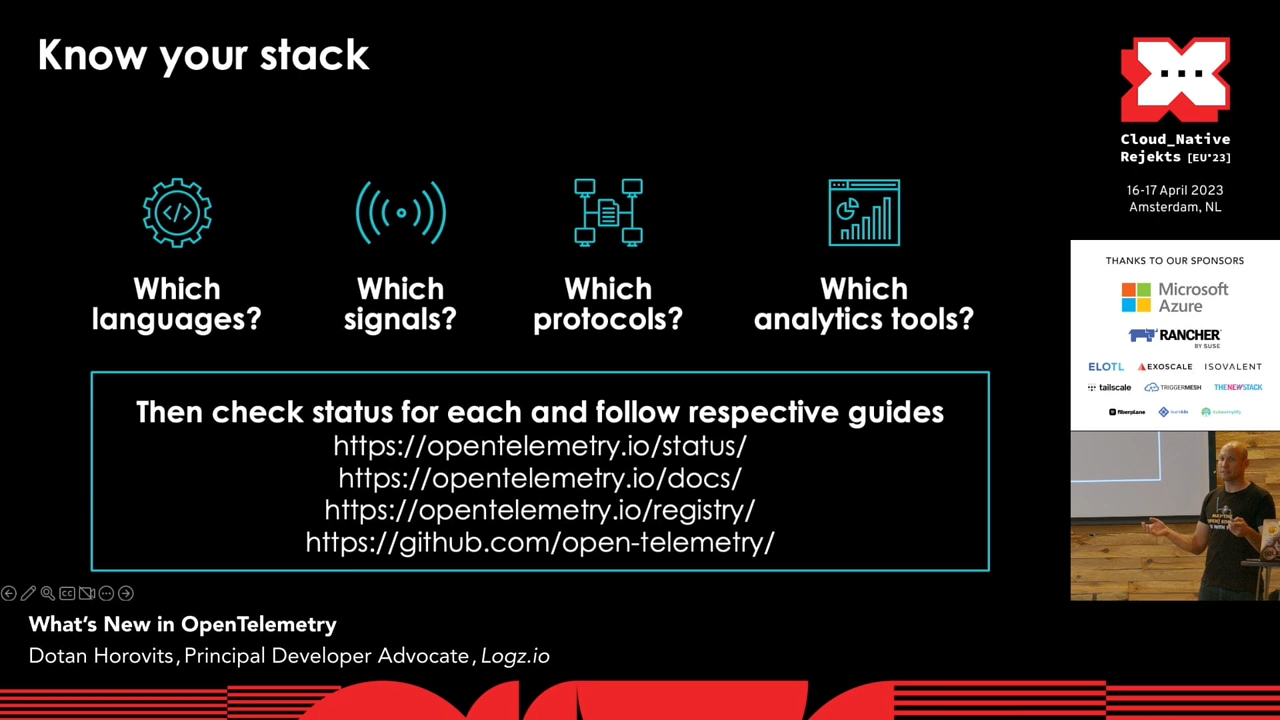 Know your stack
Which
languages?
Which
signals?
Which
protocols?
Which
analytics tools?
Then check status for each and follow respective guides
https://opentelemetry.io/status/
https://opentelemetry.io/docs/
https://opentelemetry.io/registry/
https://github.com/open-telemetry/
CC
What's New in OpenTelemetry
Dotan Horovits, Principal Developer Advocate, Logz.io
Cloud_Native
Rejekts [EU'23]
16-17 April 2023
Amsterdam, NL
THANKS TO OUR SPONSORS
Microsoft
Azure
RANCHER
BY SUSE
ELOTL EXOSCALE ISOVALENT
tailscale TRIGGERMESH THENEWSTACK
fiberplane